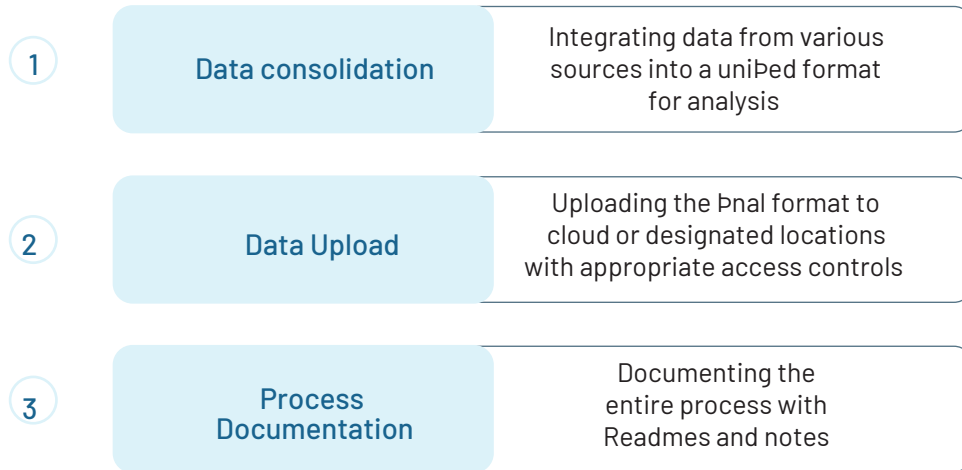 1
Data consolidation
Integrating data from various
sources into a uniÞed format
for analysis
2
Data Upload
Uploading the Þnal format to
cloud or designated locations
with appropriate access controls
3
Process
Documentation
Documenting the
entire process with
Readmes and notes